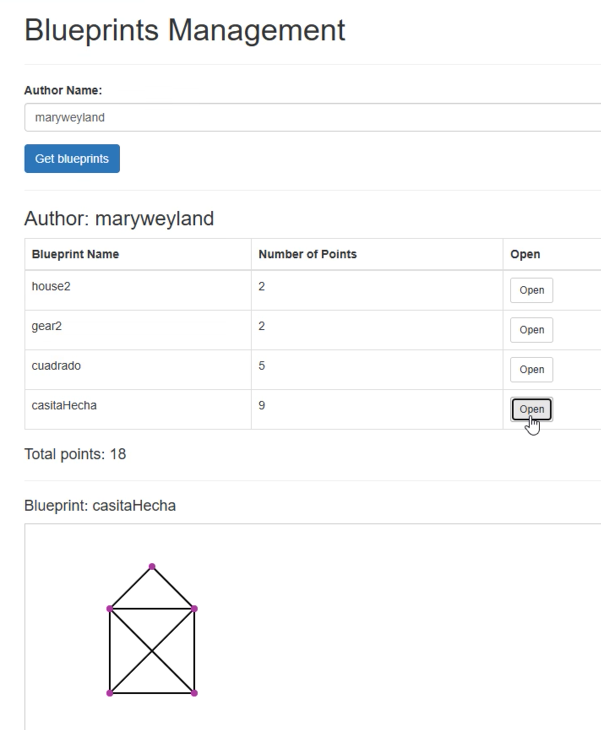 Blueprints Management
Author Name:
maryweyland
Get blueprints
Author: maryweyland
Blueprint Name Number of Points Open
house2 2 Open
gear2 2 Open
cuadrado 5 Open
casitaHecha 9 Open
Total points: 18
Blueprint: casitaHecha